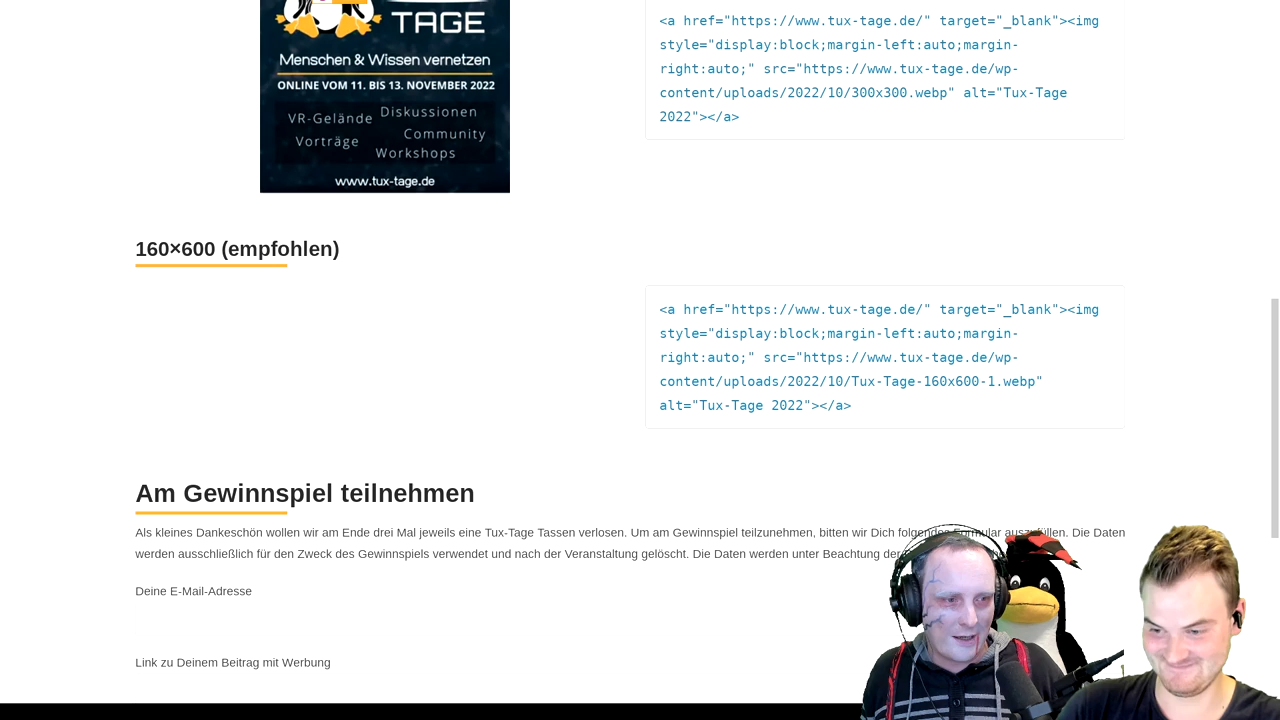 TAGE
Menschen & Wissen vernetzen
ONLINE VOM 11. BIS 13. NOVEMBER 2022
VR-Gelände Diskussionen
Vorträge Community
Workshops
www.tux-tage.de
<a href="https://www.tux-tage.de/" target="_blank"><img
style="display:block;margin-left:auto;margin-
right:auto;" src="https://www.tux-tage.de/wp-
content/uploads/2022/10/300x300.webp" alt="Tux-Tage
2022"></a>
160×600 (empfohlen)
<a href="https://www.tux-tage.de/" target="_blank"><img
style="display:block;margin-left:auto;margin-
right:auto;" src="https://www.tux-tage.de/wp-
content/uploads/2022/10/Tux-Tage-160x600-1.webp"
alt="Tux-Tage 2022"></a>
Am Gewinnspiel teilnehmen
Als kleines Dankeschön wollen wir am Ende drei Mal jeweils eine Tux-Tage Tassen verlosen. Um am Gewinnspiel teilzunehmen, bitten wir Dich folgendes Formular auszufüllen. Die Daten
werden ausschließlich für den Zweck des Gewinnspiels verwendet und nach der Veranstaltung gelöscht. Die Daten werden unter Beachtung der
Deine E-Mail-Adresse
Link zu Deinem Beitrag mit Werbung